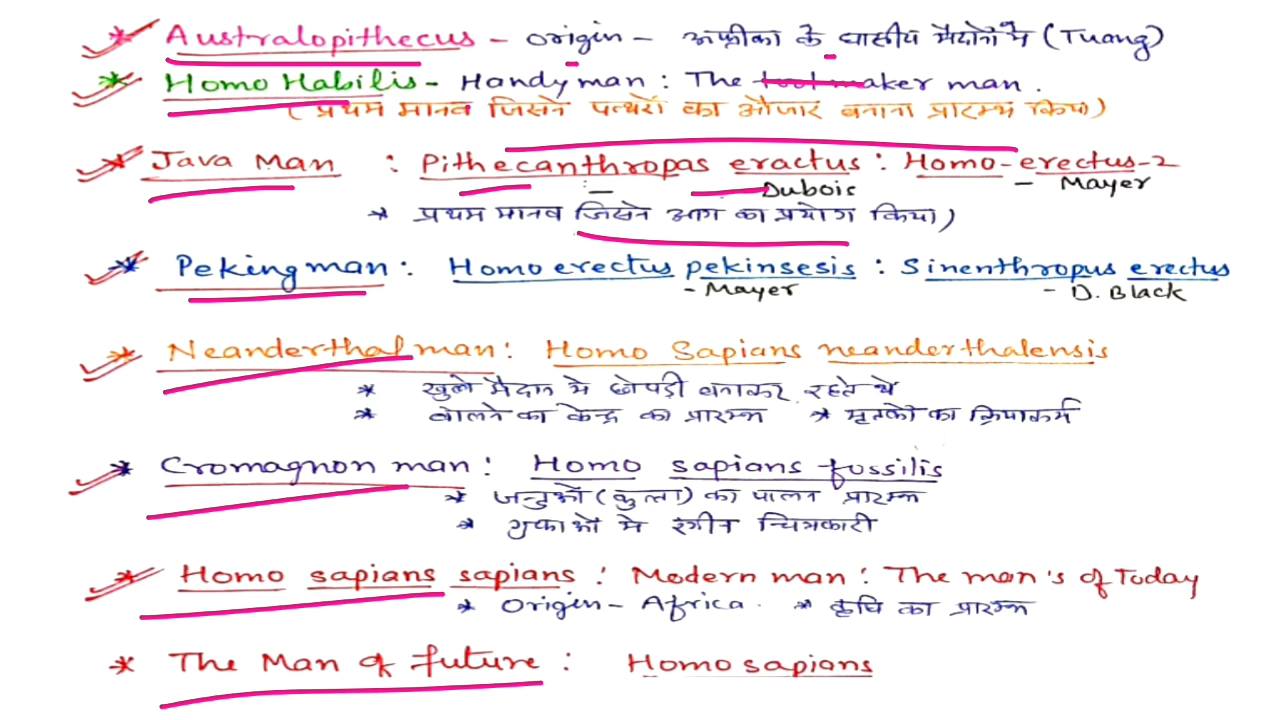 * Australopithecus - origin - अफ्रीका के घासीय मैदानों मे (Tuang)
* Homo Habilis - Handy man : The tool maker man.
( प्रथम मानव जिसने पत्थरों का औजार बनाना प्रारम्भ किया)
* Java Man : Pithecanthropas eractus : Homo-erectus-2
Dubois - Mayer
* प्रथम मानव जिसने आग का प्रयोग किया)
* Peking man : Homo erectus pekinsesis : Sinenthropus erectus
- Mayer - D. Black
* Neanderthal man : Homo Sapians neanderthalensis
* खुले मैदान मे झोपड़ी बनाकर रहते थे
* बोलने का केन्द्र का प्रारम्भ * मृतकों का क्रियाकर्म
* Cromagnon man : Homo sapians fossilis
* जन्तुओं (कुत्ता) का पालन प्रारम्भ
* गुफाओं मे रंगीन चित्रकारी
* Homo sapians sapians : Modern man : The man's of Today
* Origin - Africa. * कृषि का प्रारम्भ
* The Man of future : Homo sapians